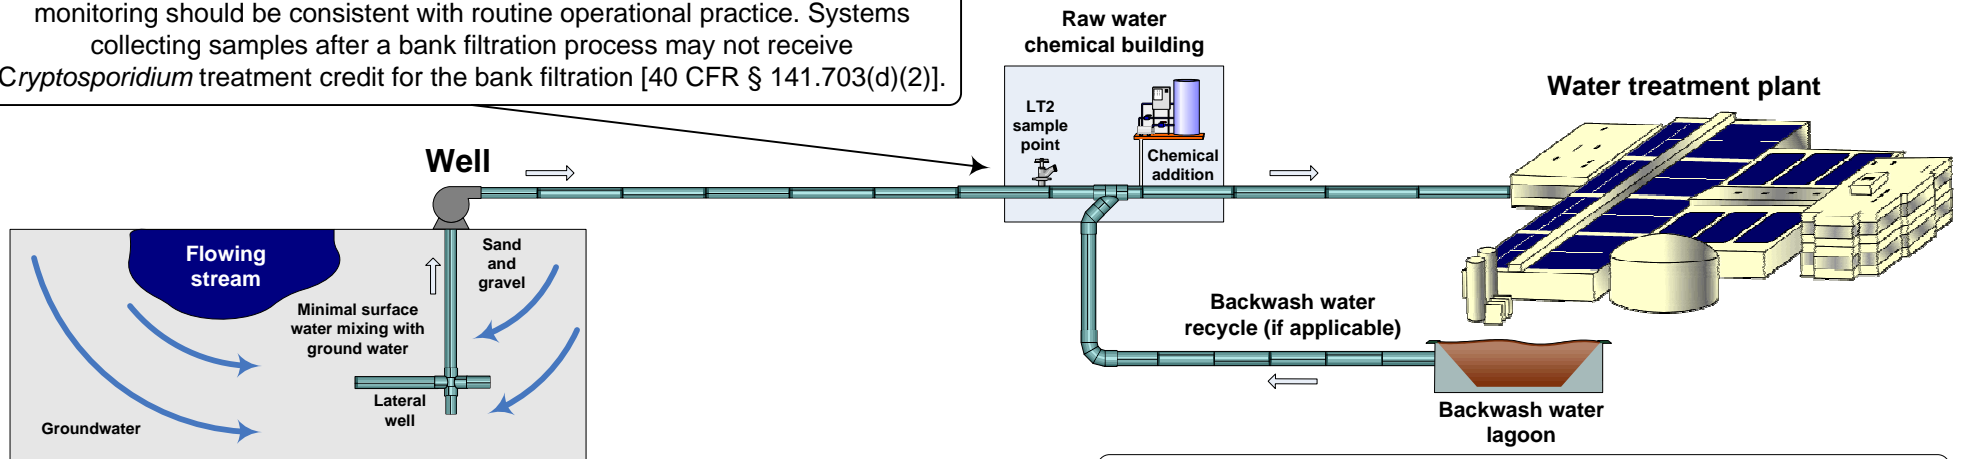 monitoring should be consistent with routine operational practice. Systems
collecting samples after a bank filtration process may not receive
Cryptosporidium treatment credit for the bank filtration [40 CFR § 141.703(d)(2)].
Raw water
chemical building
Water treatment plant
LT2
sample
point
Chemical
addition
Well
Flowing
stream
Sand
and
gravel
Minimal surface
water mixing with
ground water
Lateral
well
Groundwater
Backwash water
recycle (if applicable)
Backwash water
lagoon